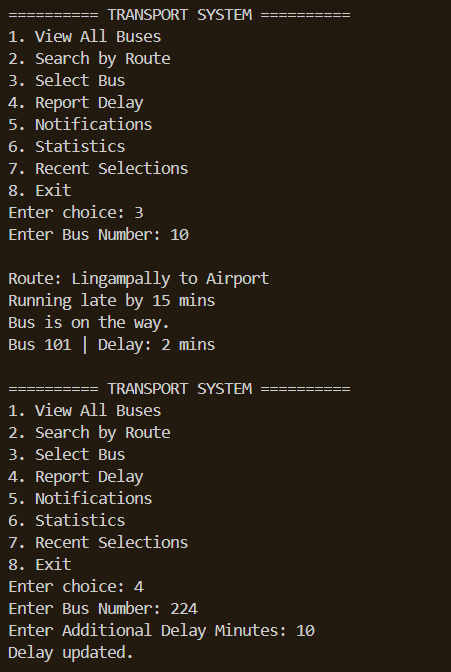 ========== TRANSPORT SYSTEM ==========
1. View All Buses
2. Search by Route
3. Select Bus
4. Report Delay
5. Notifications
6. Statistics
7. Recent Selections
8. Exit
Enter choice: 3
Enter Bus Number: 10

Route: Lingampally to Airport
Running late by 15 mins
Bus is on the way.
Bus 101 | Delay: 2 mins

========== TRANSPORT SYSTEM ==========
1. View All Buses
2. Search by Route
3. Select Bus
4. Report Delay
5. Notifications
6. Statistics
7. Recent Selections
8. Exit
Enter choice: 4
Enter Bus Number: 224
Enter Additional Delay Minutes: 10
Delay updated.